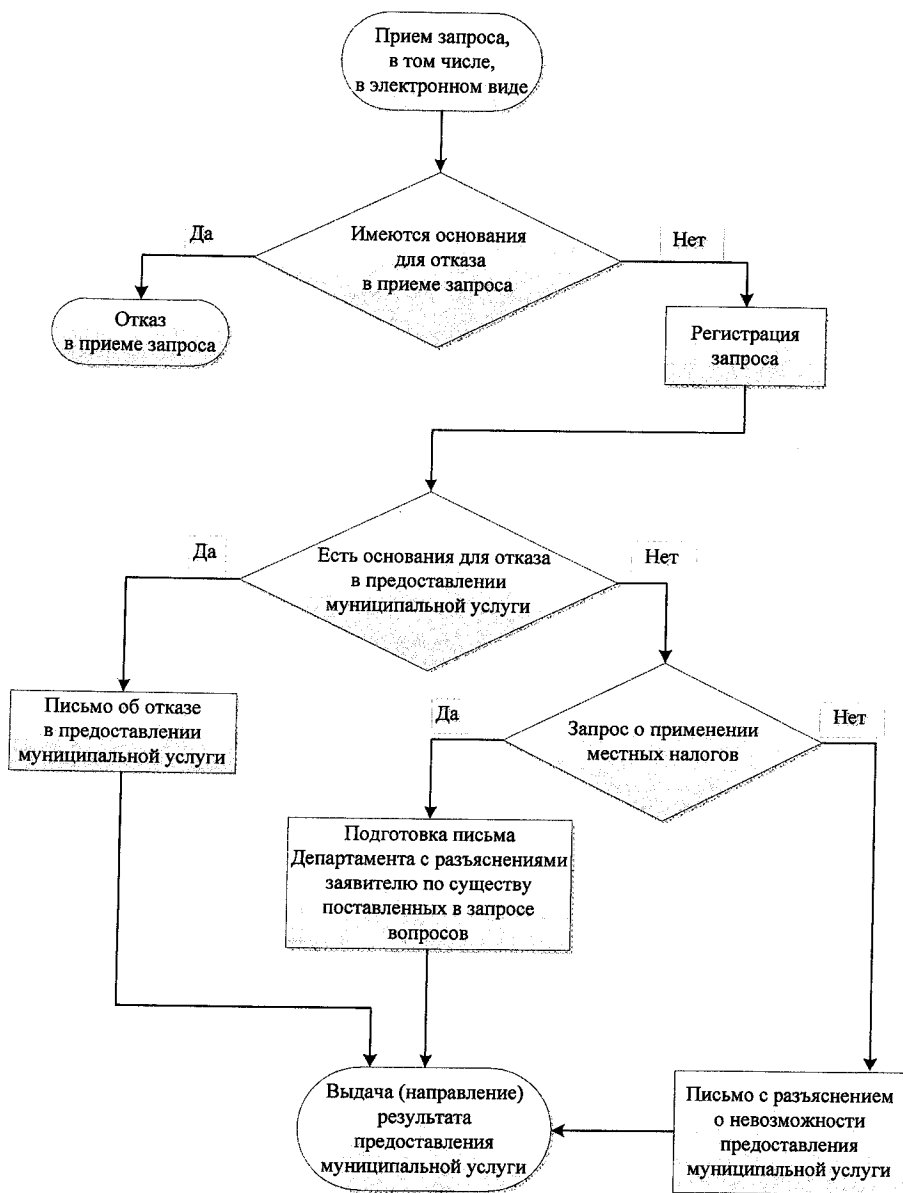 Прием запроса,
в том числе,
в электронном виде
Да
Имеются основания
для отказа
в приеме запроса
Нет
Отказ
в приеме запроса
Регистрация
запроса
Да
Есть основания для отказа
в предоставлении
муниципальной услуги
Нет
Письмо об отказе
в предоставлении
муниципальной услуги
Да
Запрос о применении
местных налогов
Нет
Подготовка письма
Департамента с разъяснениями
заявителю по существу
поставленных в запросе
вопросов
Выдача (направление)
результата
предоставления
муниципальной услуги
Письмо с разъяснением
о невозможности
предоставления
муниципальной услуги